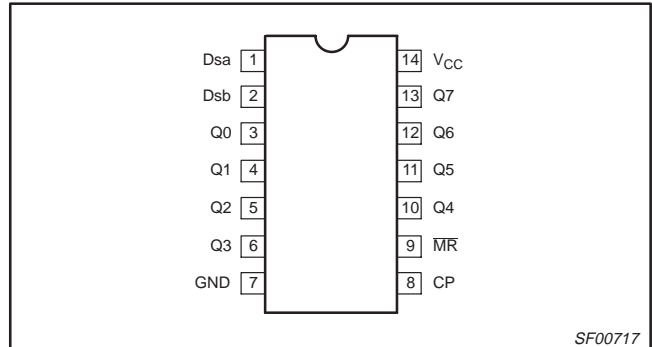 Dsa 1 14 VCC
Dsb 2 13 Q7
Q0 3 12 Q6
Q1 4 11 Q5
Q2 5 10 Q4
Q3 6 9 M̅R̅
GND 7 8 CP
SF00717